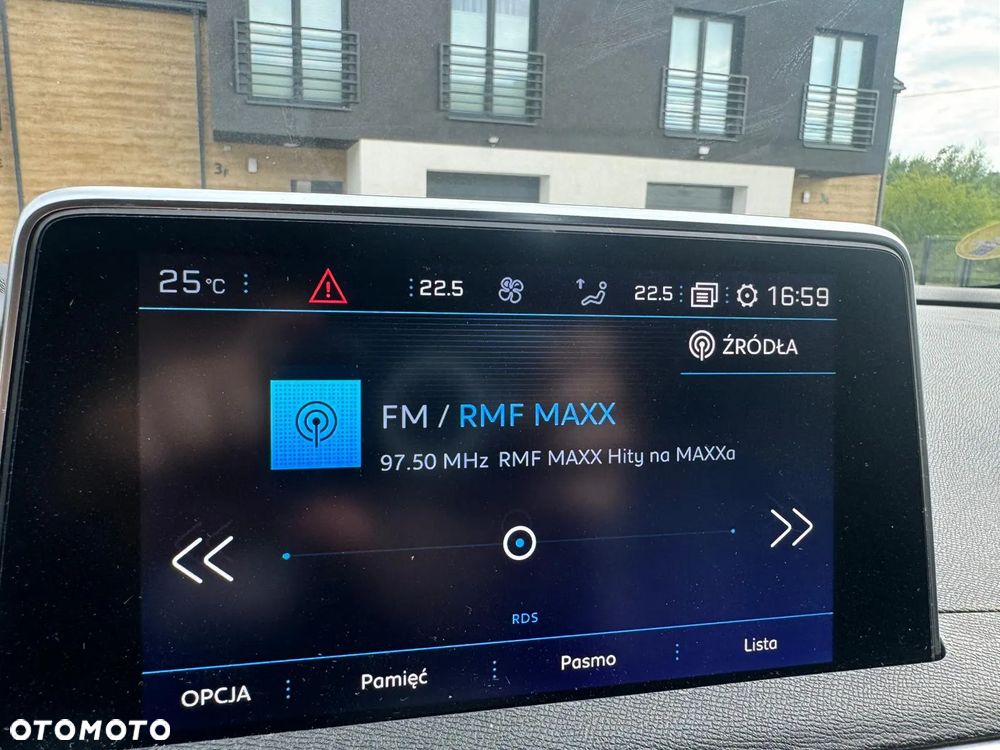 3F
25°C 22.5 22.5 16:59
ŹRÓDŁA
FM / RMF MAXX
97.50 MHz RMF MAXX Hity na MAXXa
RDS
OPCJA Pamięć Pasmo Lista
OTOMOTO